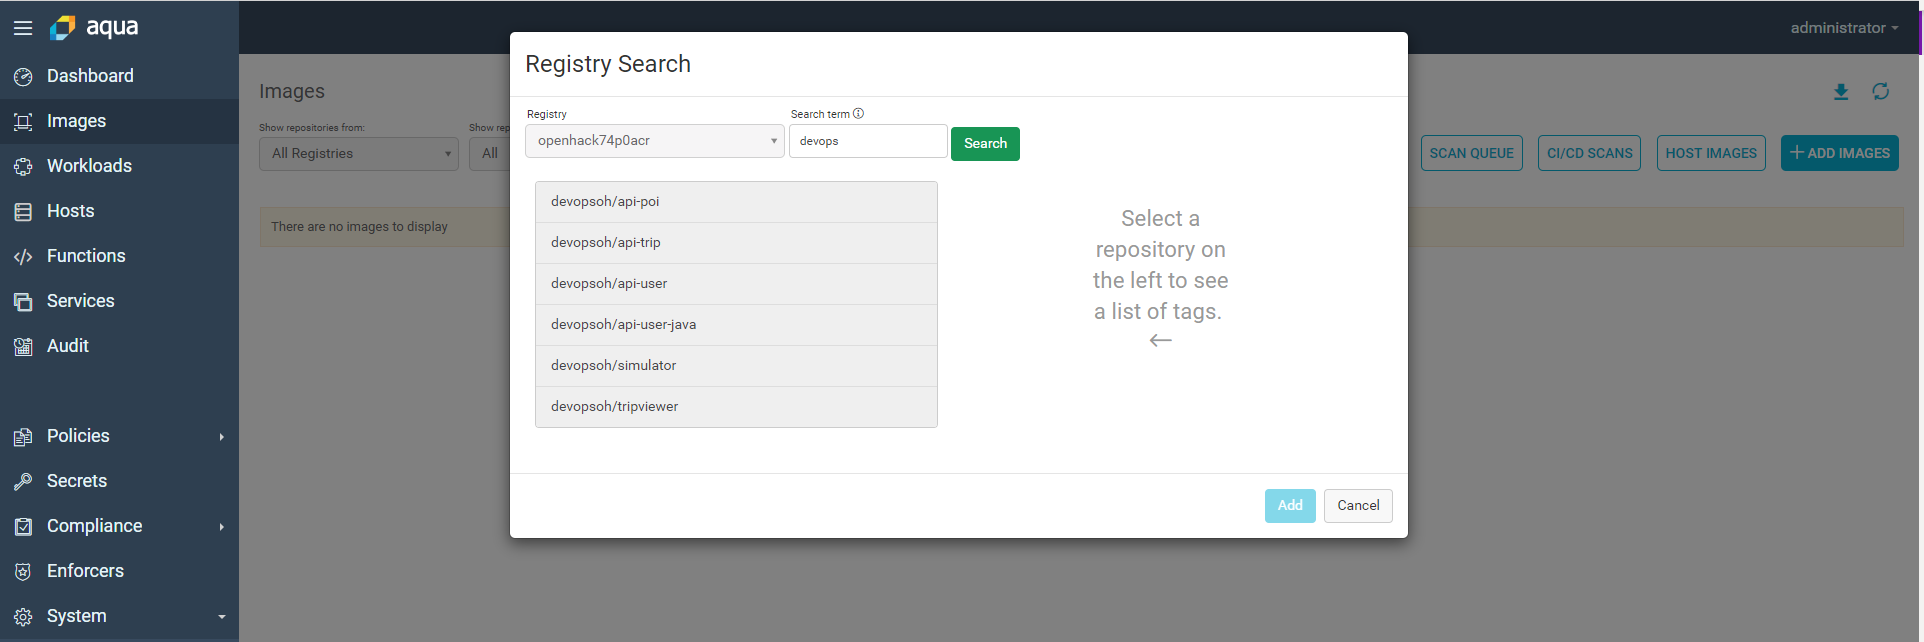 aqua
administrator
Dashboard
Images
Workloads
Hosts
Functions
Services
Audit
Policies
Secrets
Compliance
Enforcers
System
Images
Show repositories from:
All Registries
Show rep
All
SCAN QUEUE
CI/CD SCANS
HOST IMAGES
ADD IMAGES
There are no images to display
Registry Search
Registry
Search term
openhack74p0acr
devops
Search
devopsoh/api-poi
devopsoh/api-trip
devopsoh/api-user
devopsoh/api-user-java
devopsoh/simulator
devopsoh/tripviewer
Select a
repository on
the left to see
a list of tags.
Add
Cancel